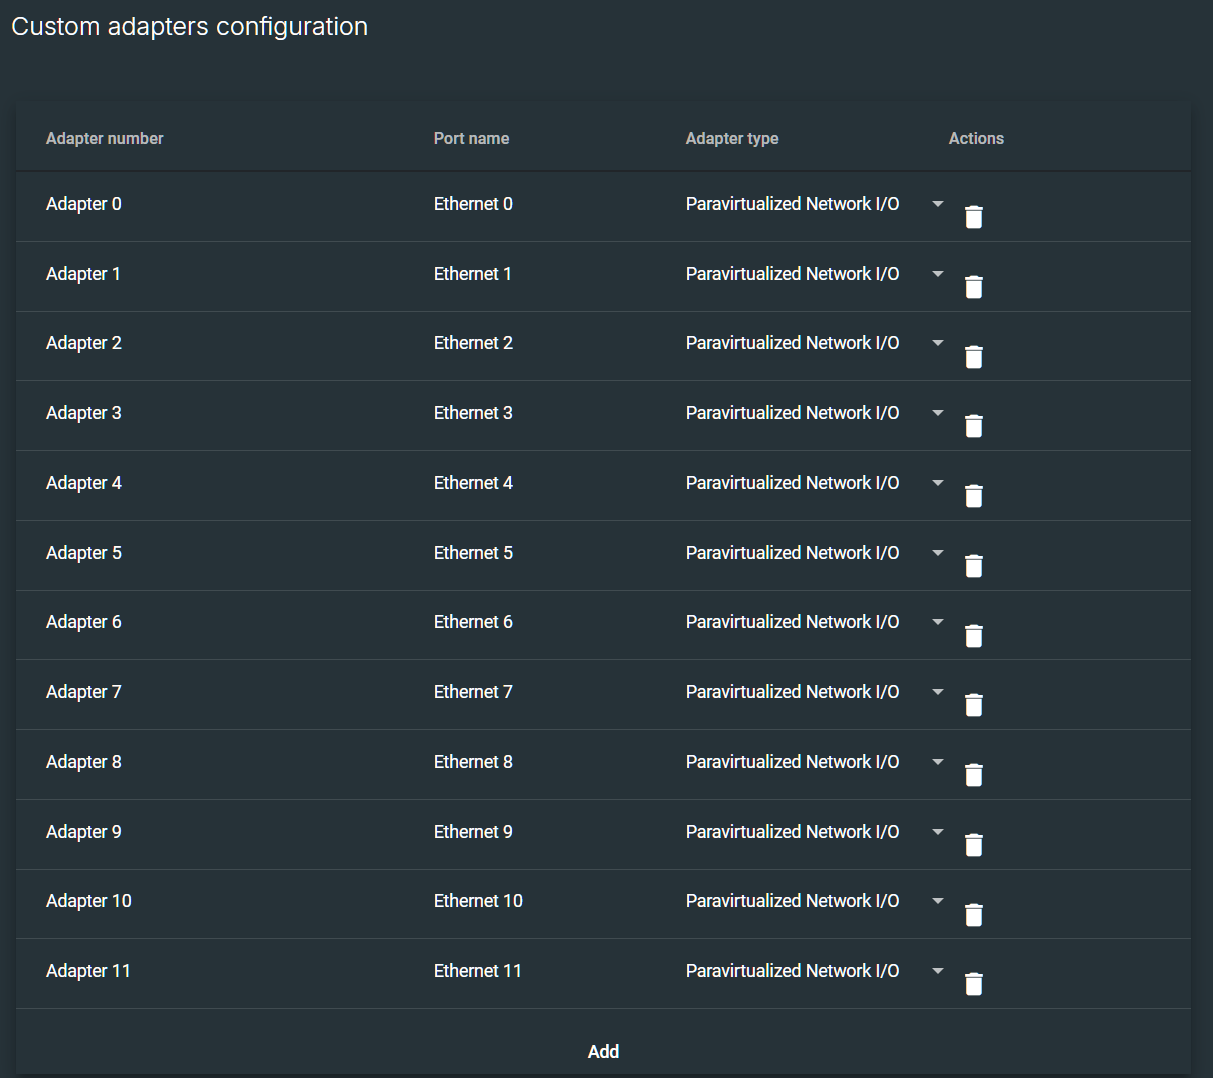 Custom adapters configuration
Adapter number Port name Adapter type Actions
Adapter 0 Ethernet 0 Paravirtualized Network I/O
Adapter 1 Ethernet 1 Paravirtualized Network I/O
Adapter 2 Ethernet 2 Paravirtualized Network I/O
Adapter 3 Ethernet 3 Paravirtualized Network I/O
Adapter 4 Ethernet 4 Paravirtualized Network I/O
Adapter 5 Ethernet 5 Paravirtualized Network I/O
Adapter 6 Ethernet 6 Paravirtualized Network I/O
Adapter 7 Ethernet 7 Paravirtualized Network I/O
Adapter 8 Ethernet 8 Paravirtualized Network I/O
Adapter 9 Ethernet 9 Paravirtualized Network I/O
Adapter 10 Ethernet 10 Paravirtualized Network I/O
Adapter 11 Ethernet 11 Paravirtualized Network I/O
Add